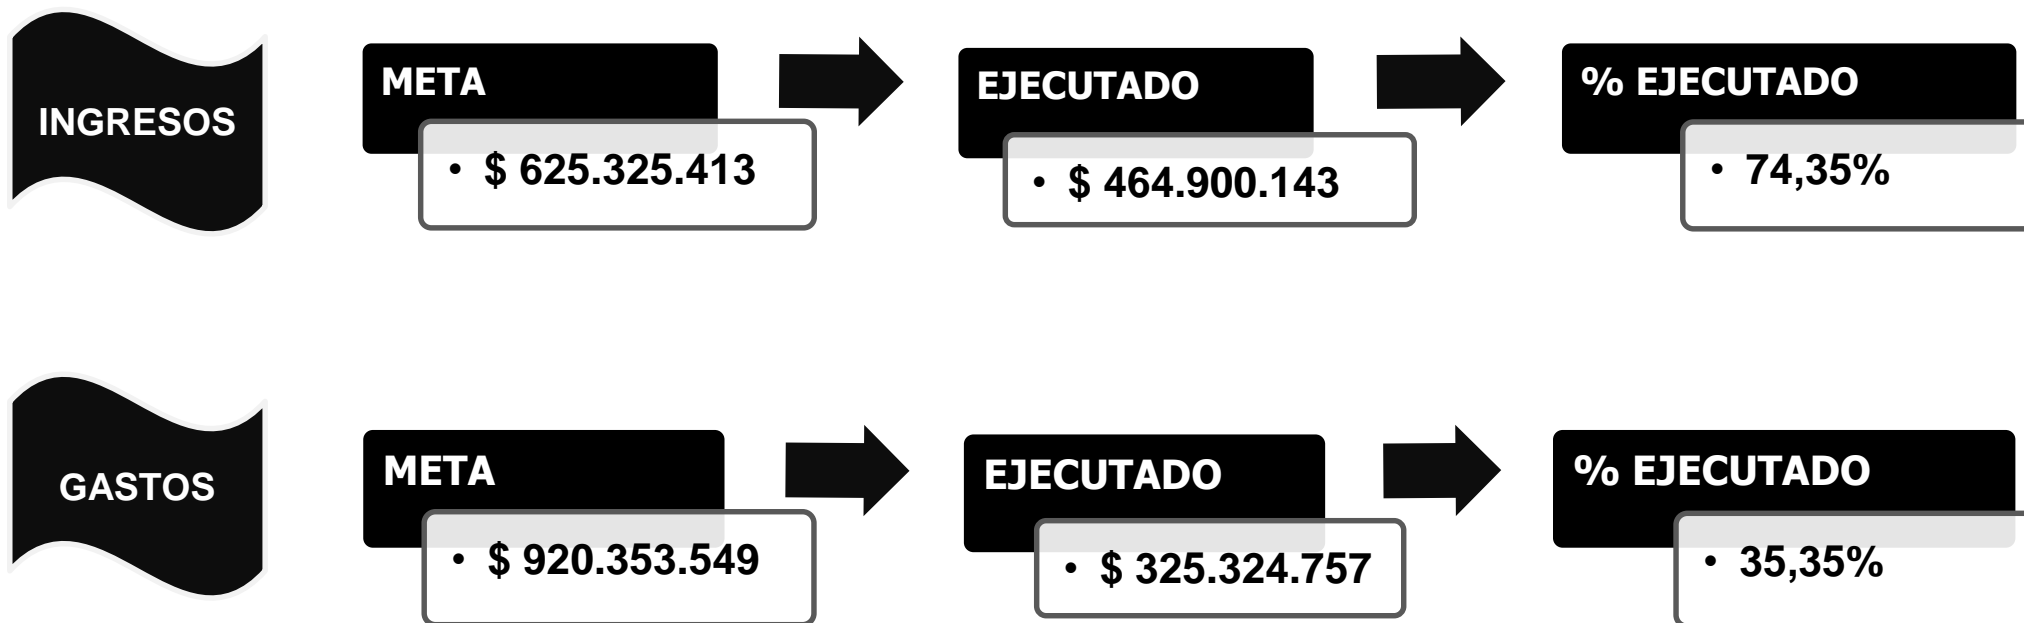 INGRESOS
META
• $ 625.325.413
EJECUTADO
• $ 464.900.143
% EJECUTADO
• 74,35%
GASTOS
META
• $ 920.353.549
EJECUTADO
• $ 325.324.757
% EJECUTADO
• 35,35%